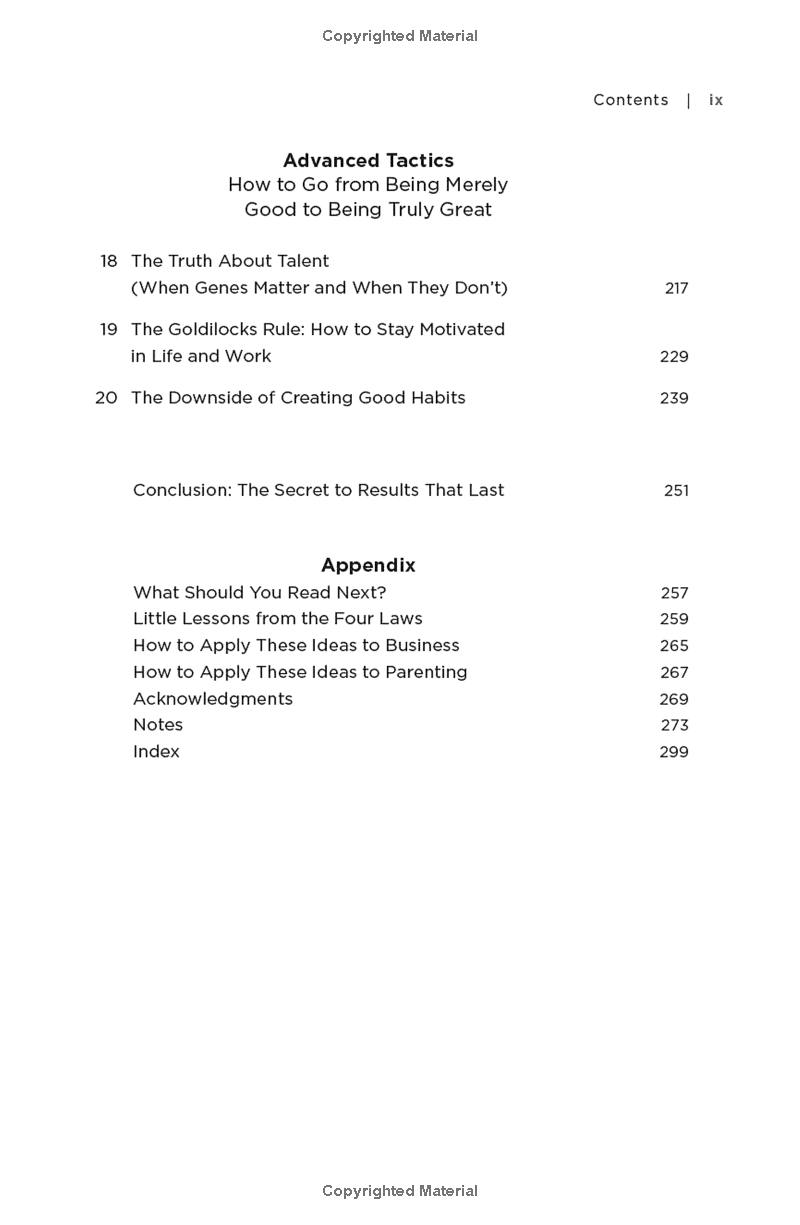 Copyrighted Material
Contents | ix
Advanced Tactics
How to Go from Being Merely
Good to Being Truly Great
18 The Truth About Talent
(When Genes Matter and When They Don't) 217
19 The Goldilocks Rule: How to Stay Motivated
in Life and Work 229
20 The Downside of Creating Good Habits 239
Conclusion: The Secret to Results That Last 251
Appendix
What Should You Read Next? 257
Little Lessons from the Four Laws 259
How to Apply These Ideas to Business 265
How to Apply These Ideas to Parenting 267
Acknowledgments 269
Notes 273
Index 299
Copyrighted Material